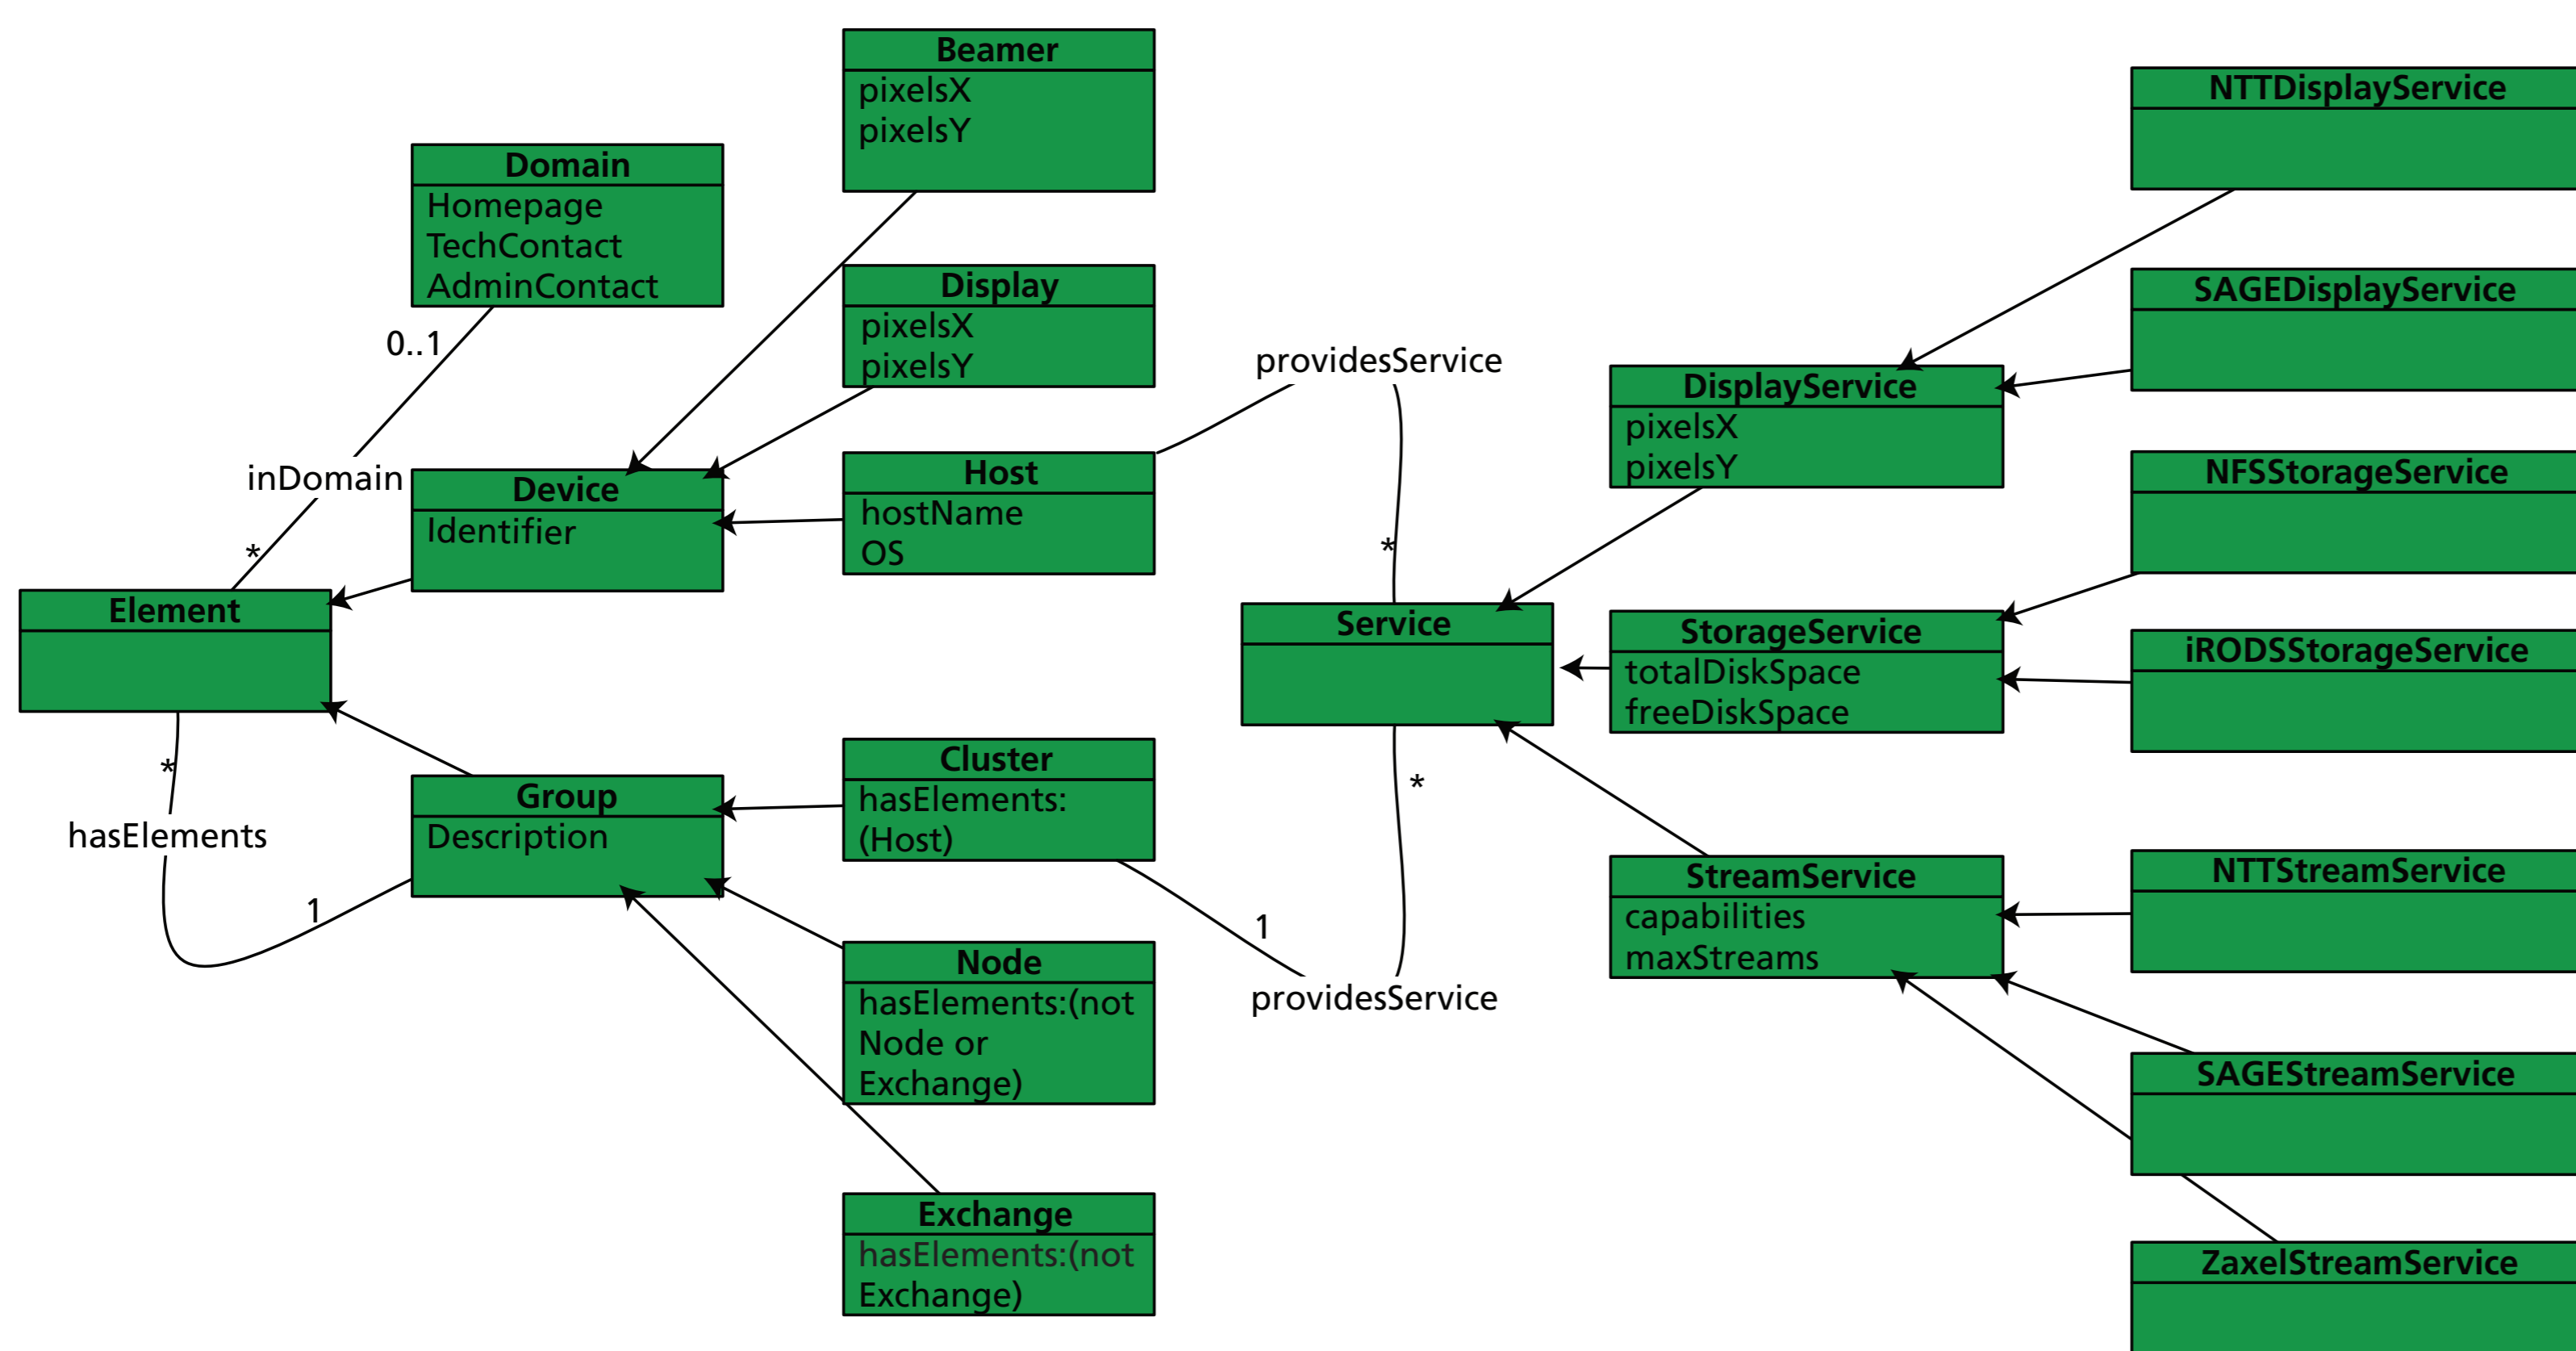 Beamer
pixelsX
pixelsY
Domain
Homepage
TechContact
AdminContact
0..1
inDomain
*
Display
pixelsX
pixelsY
Device
Identifier
Host
hostName
OS
Element
*
hasElements
1
Group
Description
Cluster
hasElements:
(Host)
Node
hasElements:(not
Node or
Exchange)
Exchange
hasElements:(not
Exchange)
providesService
*
Service
*
1
providesService
DisplayService
pixelsX
pixelsY
StorageService
totalDiskSpace
freeDiskSpace
StreamService
capabilities
maxStreams
NTTDisplayService
SAGEDisplayService
NFSStorageService
iRODSStorageService
NTTStreamService
SAGEStreamService
ZaxelStreamService